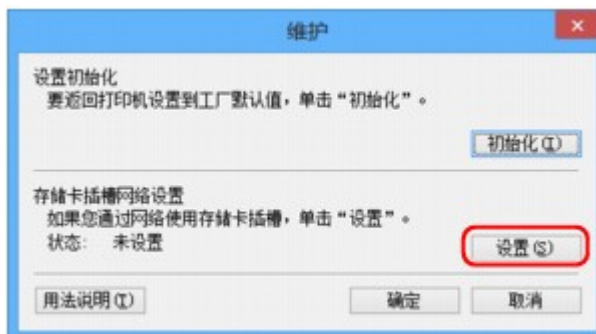 维护
设置初始化
要返回打印机设置到工厂默认值，单击“初始化”。
初始化(I)
存储卡插槽网络设置
如果您通过网络使用存储卡插槽，单击“设置”。
状态: 未设置
设置(S)
用法说明(I)
确定
取消